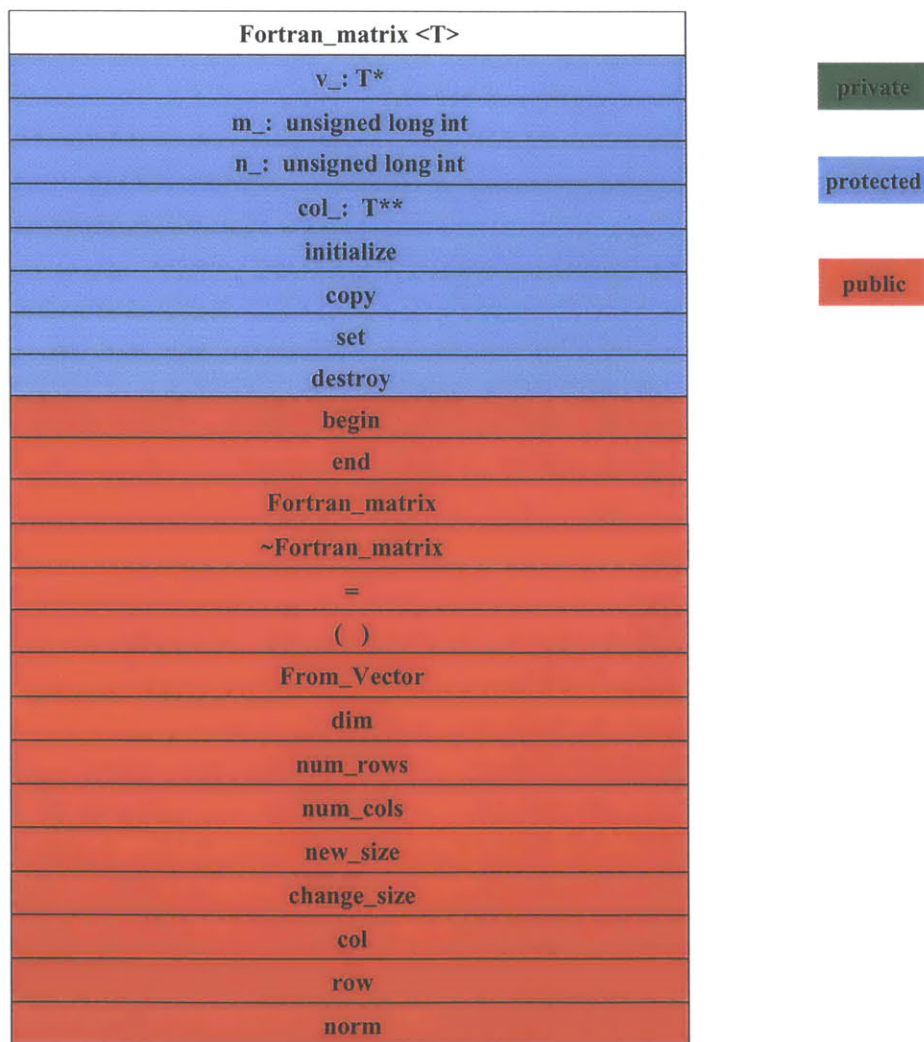 Fortran_matrix <T>
v_: T*
m_: unsigned long int
n_: unsigned long int
col_: T**
initialize
copy
set
destroy
begin
end
Fortran_matrix
~Fortran_matrix
=
( )
From_Vector
dim
num_rows
num_cols
new_size
change_size
col
row
norm
private
protected
public